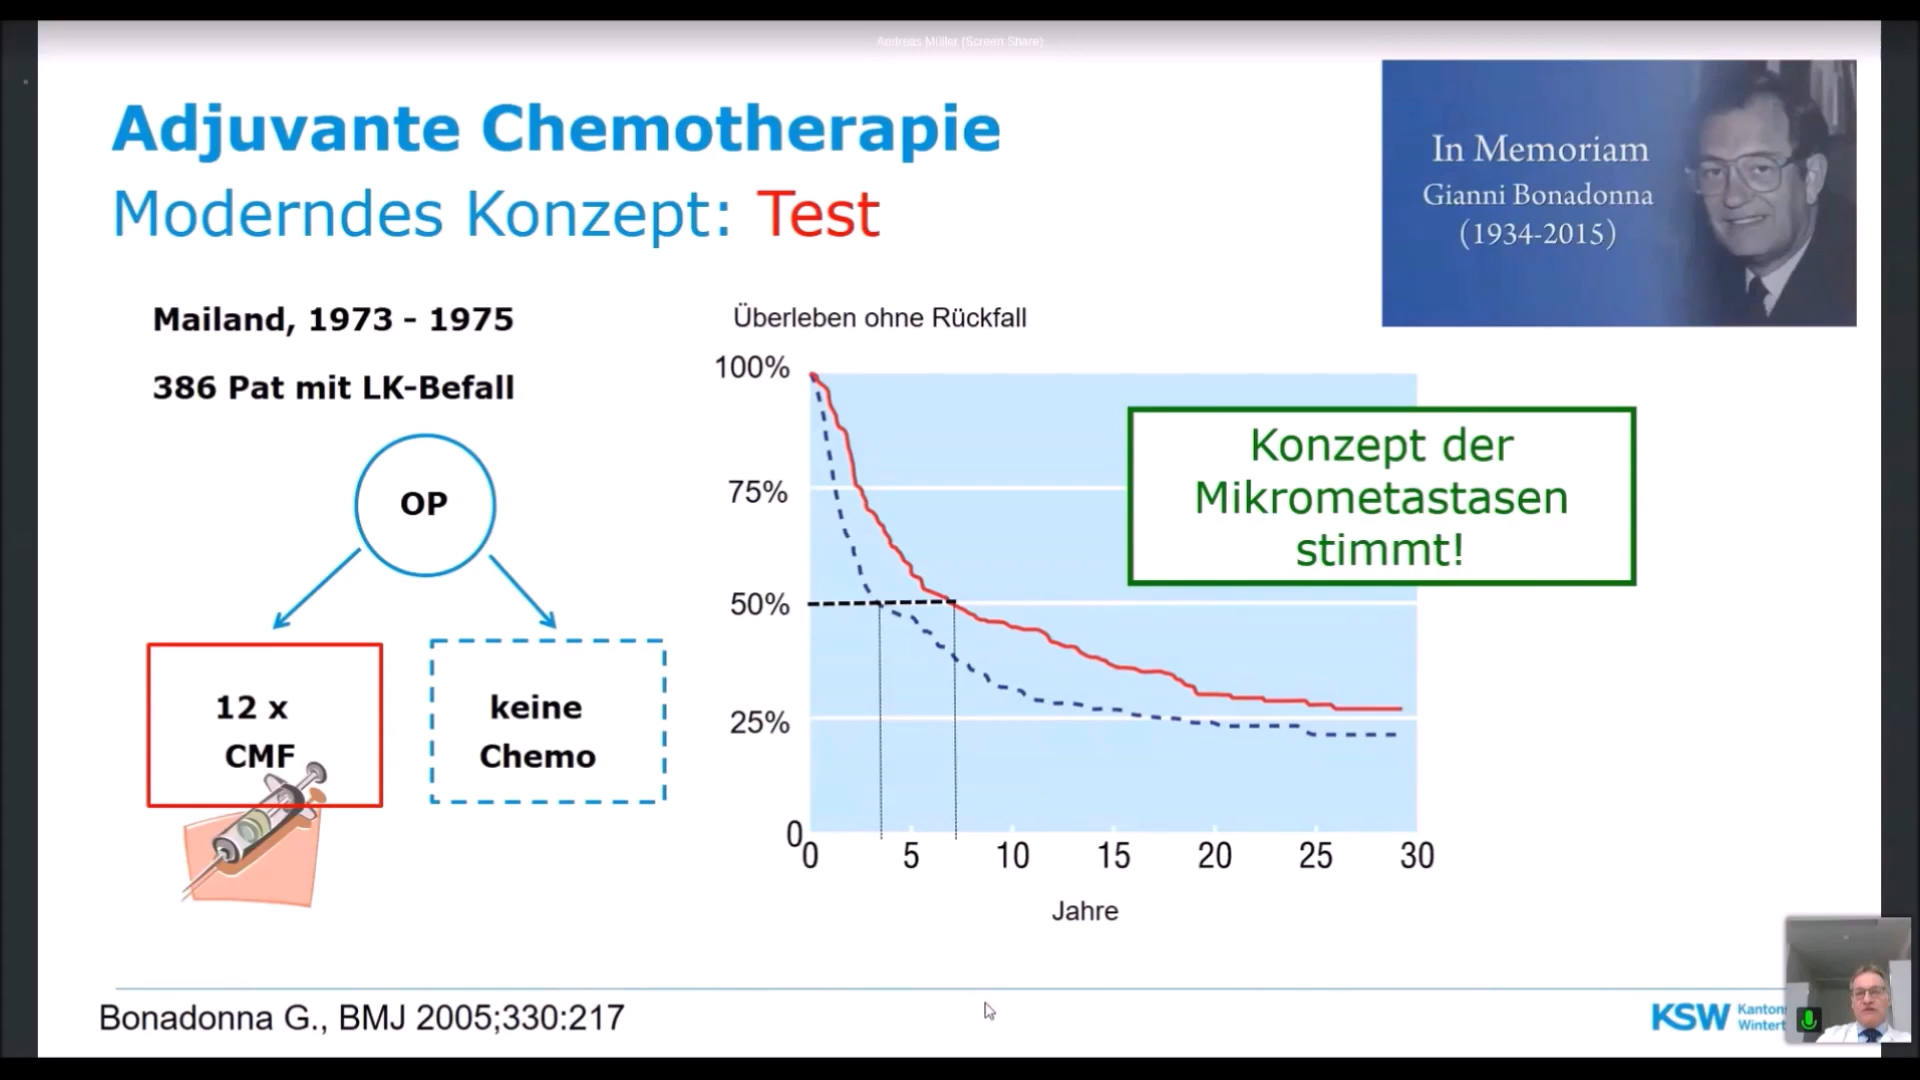 Andreas Müller (Screen Share)
Adjuvante Chemotherapie
Moderndes Konzept: Test
In Memoriam
Gianni Bonadonna
(1934-2015)
Mailand, 1973 - 1975
386 Pat mit LK-Befall
OP
12 x
CMF
keine
Chemo
Überleben ohne Rückfall
100%
75%
50%
25%
0
0 5 10 15 20 25 30
Jahre
Konzept der
Mikrometastasen
stimmt!
Bonadonna G., BMJ 2005;330:217
KSW